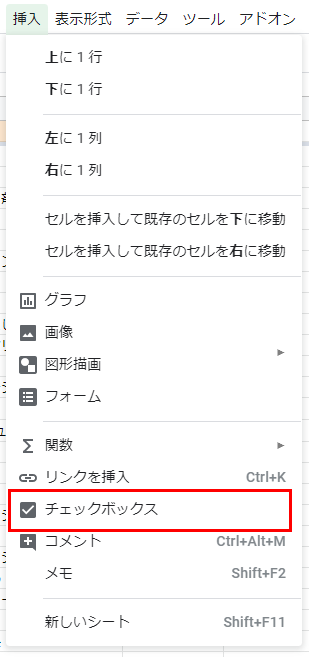 挿入 表示形式 データ ツール アドオン
上に 1 行
下に 1 行
左に 1 列
右に 1 列
セルを挿入して既存のセルを下に移動
セルを挿入して既存のセルを右に移動
グラフ
画像
図形描画
フォーム
関数
リンクを挿入 Ctrl+K
チェックボックス
コメント Ctrl+Alt+M
メモ Shift+F2
新しいシート Shift+F11